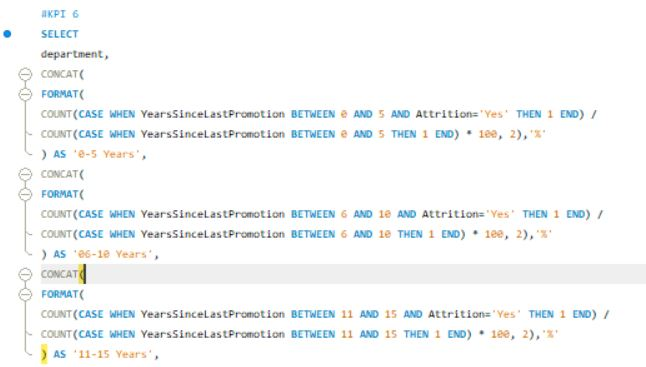 #KPI 6
SELECT
department,
CONCAT(
FORMAT(
COUNT(CASE WHEN YearsSinceLastPromotion BETWEEN 0 AND 5 AND Attrition='Yes' THEN 1 END) /
COUNT(CASE WHEN YearsSinceLastPromotion BETWEEN 0 AND 5 THEN 1 END) * 100, 2),'%'
) AS '0-5 Years',
CONCAT(
FORMAT(
COUNT(CASE WHEN YearsSinceLastPromotion BETWEEN 6 AND 10 AND Attrition='Yes' THEN 1 END) /
COUNT(CASE WHEN YearsSinceLastPromotion BETWEEN 6 AND 10 THEN 1 END) * 100, 2),'%'
) AS '06-10 Years',
CONCAT(
FORMAT(
COUNT(CASE WHEN YearsSinceLastPromotion BETWEEN 11 AND 15 AND Attrition='Yes' THEN 1 END) /
COUNT(CASE WHEN YearsSinceLastPromotion BETWEEN 11 AND 15 THEN 1 END) * 100, 2),'%'
) AS '11-15 Years',